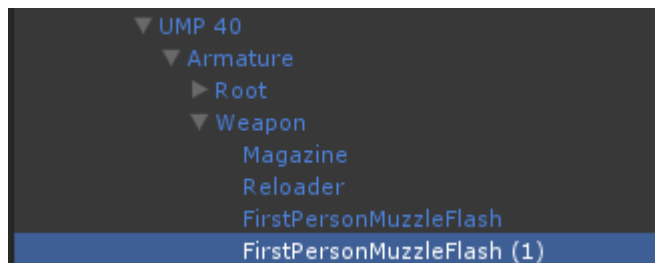 UMP 40
Armature
Root
Weapon
Magazine
Reloader
FirstPersonMuzzleFlash
FirstPersonMuzzleFlash (1)